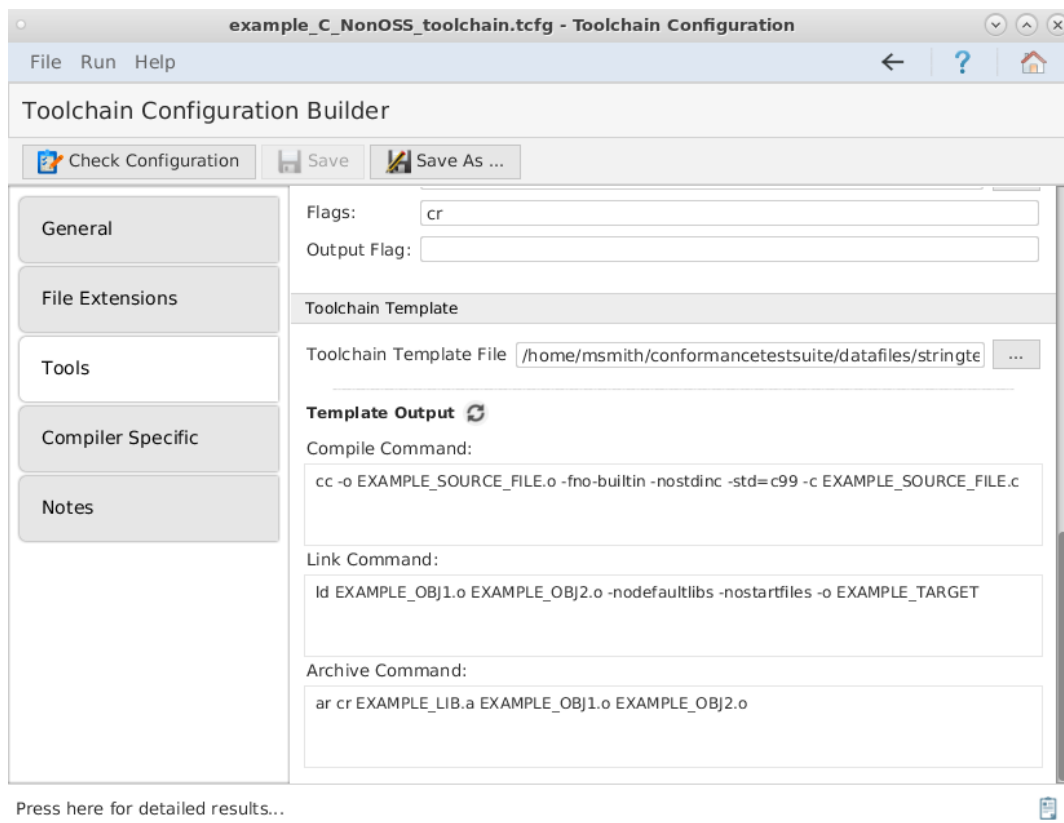 example_C_NonOSS_toolchain.tcfg - Toolchain Configuration
File Run Help
Toolchain Configuration Builder
Check Configuration Save Save As ...
General
File Extensions
Tools
Compiler Specific
Notes
Flags: cr
Output Flag:
Toolchain Template
Toolchain Template File /home/msmith/conformancetestsuite/datafiles/stringte ...
Template Output
Compile Command:
cc -o EXAMPLE_SOURCE_FILE.o -fno-builtin -nostdinc -std=c99 -c EXAMPLE_SOURCE_FILE.c
Link Command:
ld EXAMPLE_OBJ1.o EXAMPLE_OBJ2.o -nodefaultlibs -nostartfiles -o EXAMPLE_TARGET
Archive Command:
ar cr EXAMPLE_LIB.a EXAMPLE_OBJ1.o EXAMPLE_OBJ2.o
Press here for detailed results...